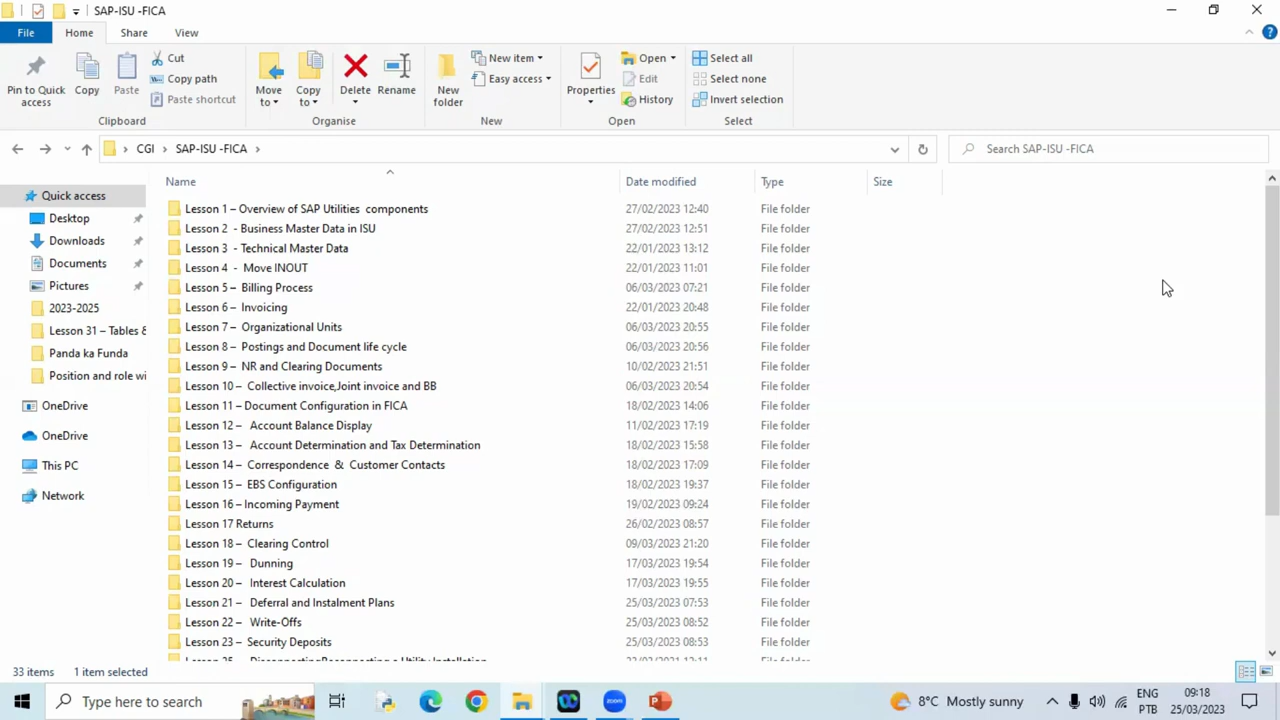 SAP-ISU -FICA
File Home Share View
Pin to Quick access
Copy
Paste
Cut
Copy path
Paste shortcut
Clipboard
Move to
Copy to
Delete
Rename
Organise
New folder
New item
Easy access
New
Properties
Open
Edit
History
Open
Select all
Select none
Invert selection
Select
CGI SAP-ISU -FICA
Search SAP-ISU -FICA
Quick access
Desktop
Downloads
Documents
Pictures
2023-2025
Lesson 31 – Tables &
Panda ka Funda
Position and role wi
OneDrive
OneDrive
This PC
Network
Name Date modified Type Size
Lesson 1 – Overview of SAP Utilities components 27/02/2023 12:40 File folder
Lesson 2 - Business Master Data in ISU 27/02/2023 12:51 File folder
Lesson 3 - Technical Master Data 22/01/2023 13:12 File folder
Lesson 4 - Move INOUT 22/01/2023 11:01 File folder
Lesson 5 – Billing Process 06/03/2023 07:21 File folder
Lesson 6 – Invoicing 22/01/2023 20:48 File folder
Lesson 7 – Organizational Units 06/03/2023 20:55 File folder
Lesson 8 – Postings and Document life cycle 06/03/2023 20:56 File folder
Lesson 9 – NR and Clearing Documents 10/02/2023 21:51 File folder
Lesson 10 – Collective invoice,Joint invoice and BB 06/03/2023 20:54 File folder
Lesson 11 – Document Configuration in FICA 18/02/2023 14:06 File folder
Lesson 12 – Account Balance Display 11/02/2023 17:19 File folder
Lesson 13 – Account Determination and Tax Determination 18/02/2023 15:58 File folder
Lesson 14 – Correspondence & Customer Contacts 18/02/2023 17:09 File folder
Lesson 15 – EBS Configuration 18/02/2023 19:37 File folder
Lesson 16 – Incoming Payment 19/02/2023 09:24 File folder
Lesson 17 Returns 26/02/2023 08:57 File folder
Lesson 18 – Clearing Control 09/03/2023 21:20 File folder
Lesson 19 – Dunning 17/03/2023 19:54 File folder
Lesson 20 – Interest Calculation 17/03/2023 19:55 File folder
Lesson 21 – Deferral and Instalment Plans 25/03/2023 07:53 File folder
Lesson 22 – Write-Offs 25/03/2023 08:52 File folder
Lesson 23 – Security Deposits 25/03/2023 08:53 File folder
33 items 1 item selected
Type here to search
zoom
8°C Mostly sunny
ENG
PTB
09:18
25/03/2023